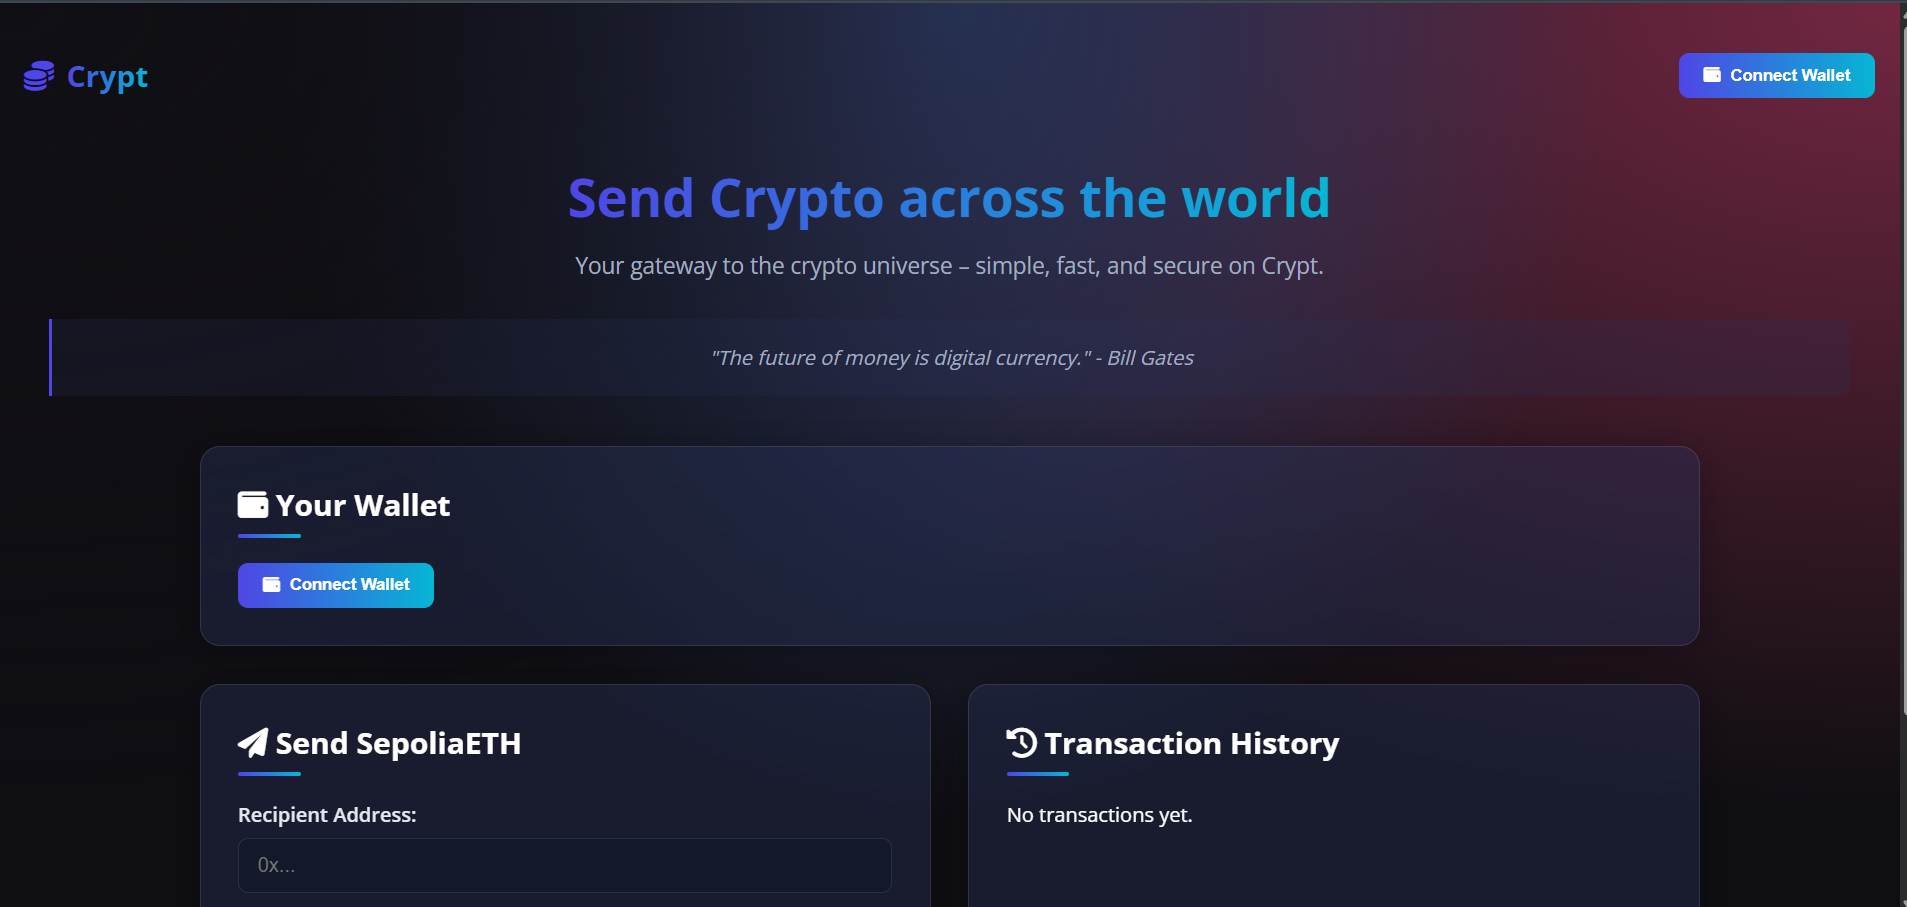 Crypt
Connect Wallet
Send Crypto across the world
Your gateway to the crypto universe – simple, fast, and secure on Crypt.
"The future of money is digital currency." - Bill Gates
Your Wallet
Connect Wallet
Send SepoliaETH
Recipient Address:
0x...
Transaction History
No transactions yet.